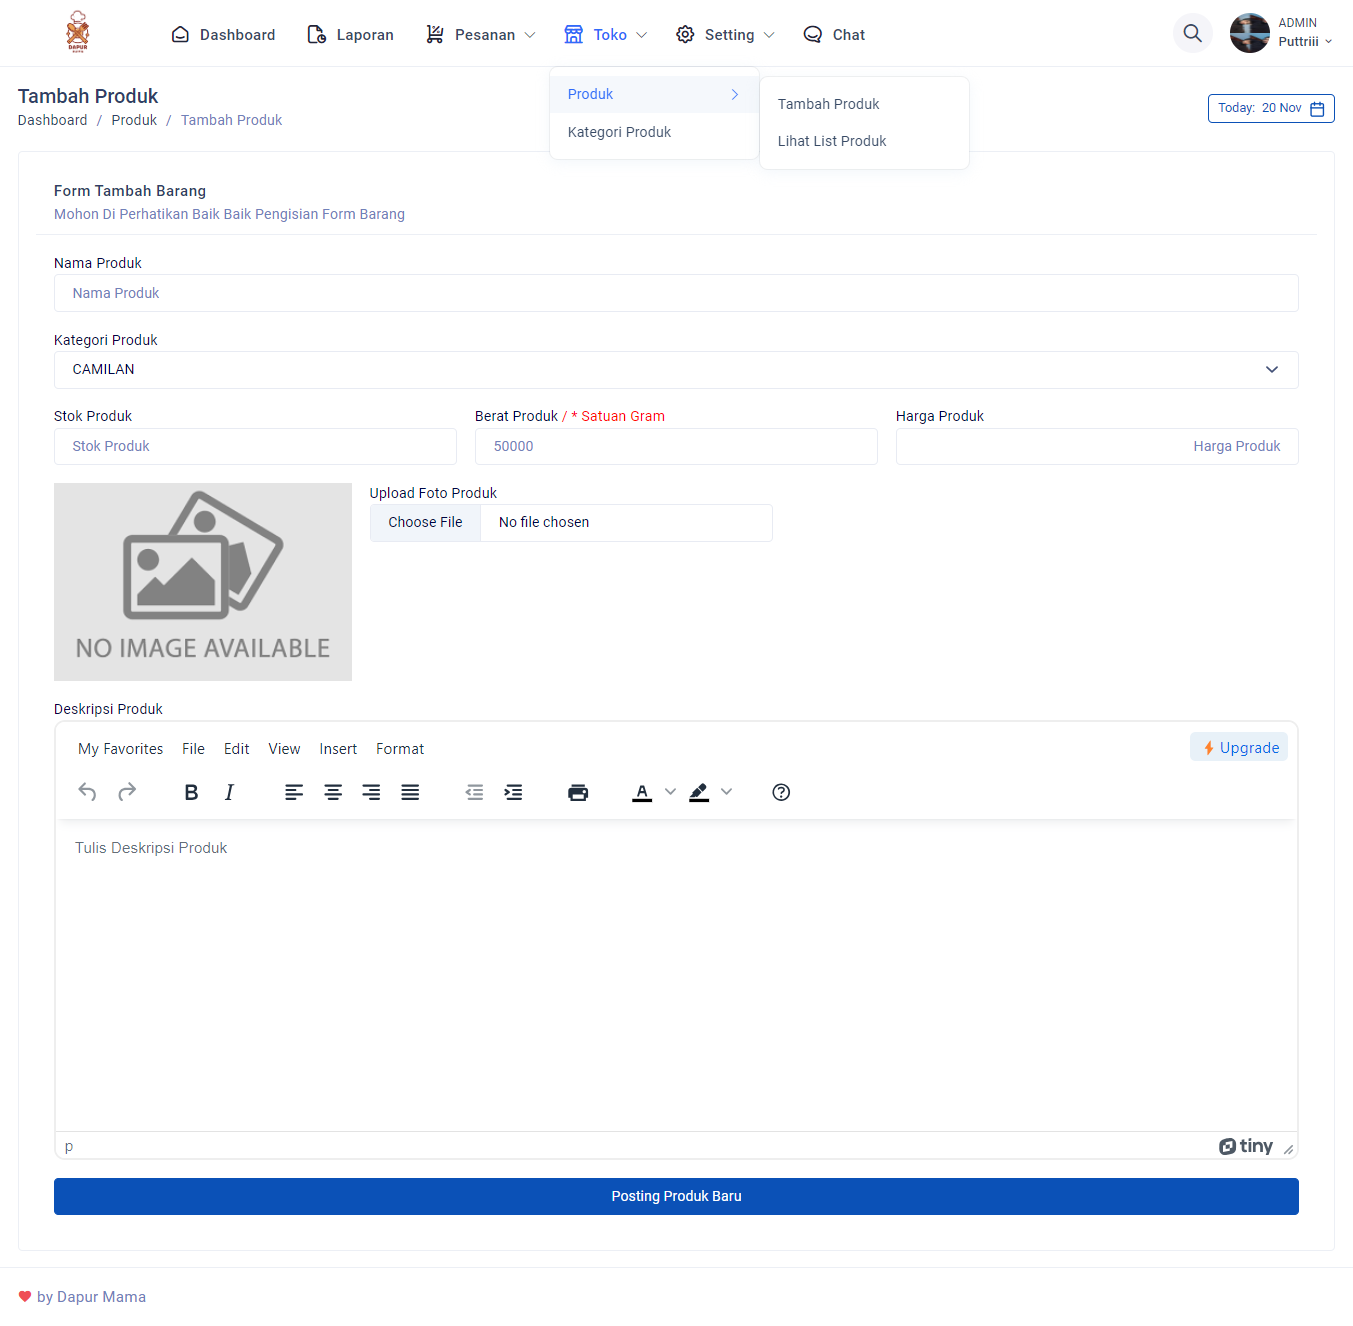 DAPUR
Dashboard
Laporan
Pesanan
Toko
Setting
Chat
ADMIN
Puttriii
Produk
Kategori Produk
Tambah Produk
Lihat List Produk
Tambah Produk
Dashboard / Produk / Tambah Produk
Today: 20 Nov
Form Tambah Barang
Mohon Di Perhatikan Baik Baik Pengisian Form Barang
Nama Produk
Nama Produk
Kategori Produk
CAMILAN
Stok Produk
Stok Produk
Berat Produk / * Satuan Gram
50000
Harga Produk
Harga Produk
NO IMAGE AVAILABLE
Upload Foto Produk
Choose File No file chosen
Deskripsi Produk
My Favorites File Edit View Insert Format
Upgrade
B I
A
Tulis Deskripsi Produk
p
tiny
Posting Produk Baru
by Dapur Mama